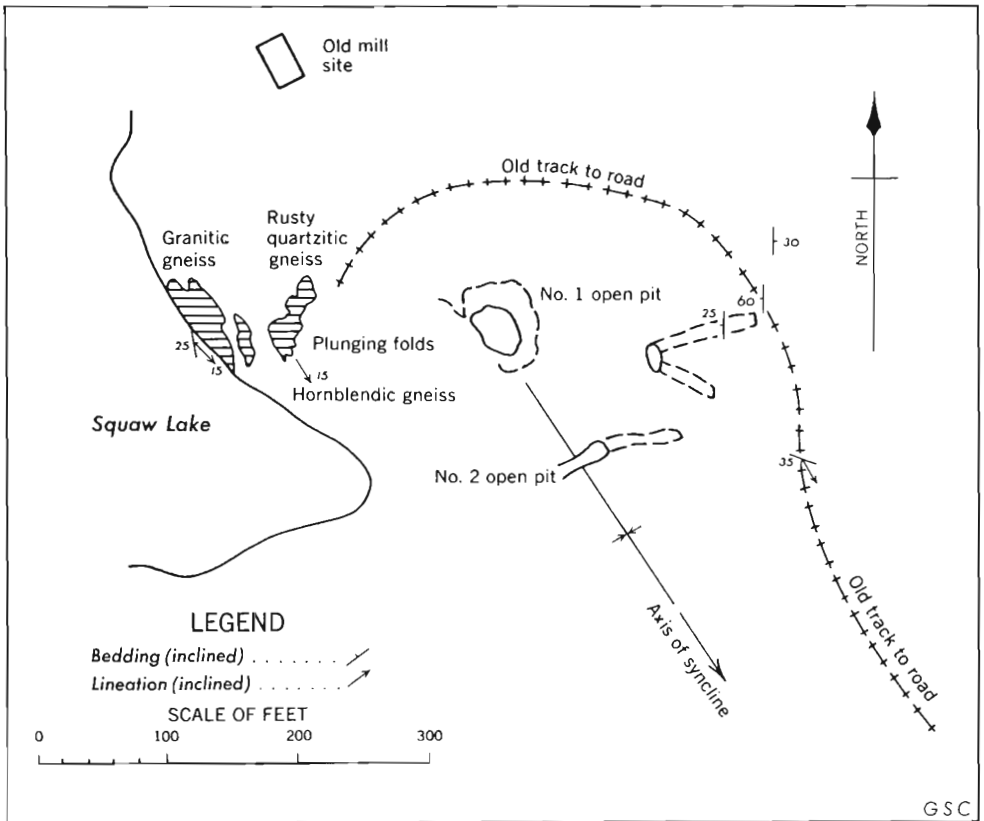 Old mill
site
Old track to road
NORTH
Rusty
quartzitic
gneiss
Granitic
gneiss
30
No. 1 open pit
60
25
Plunging folds
25
15
15
Hornblendic gneiss
Squaw Lake
No. 2 open pit
35
Old track to road
Axis of syncline
LEGEND
Bedding (inclined) . . . . . . .
Lineation (inclined) . . . . . . .
SCALE OF FEET
0 100 200 300
GSC